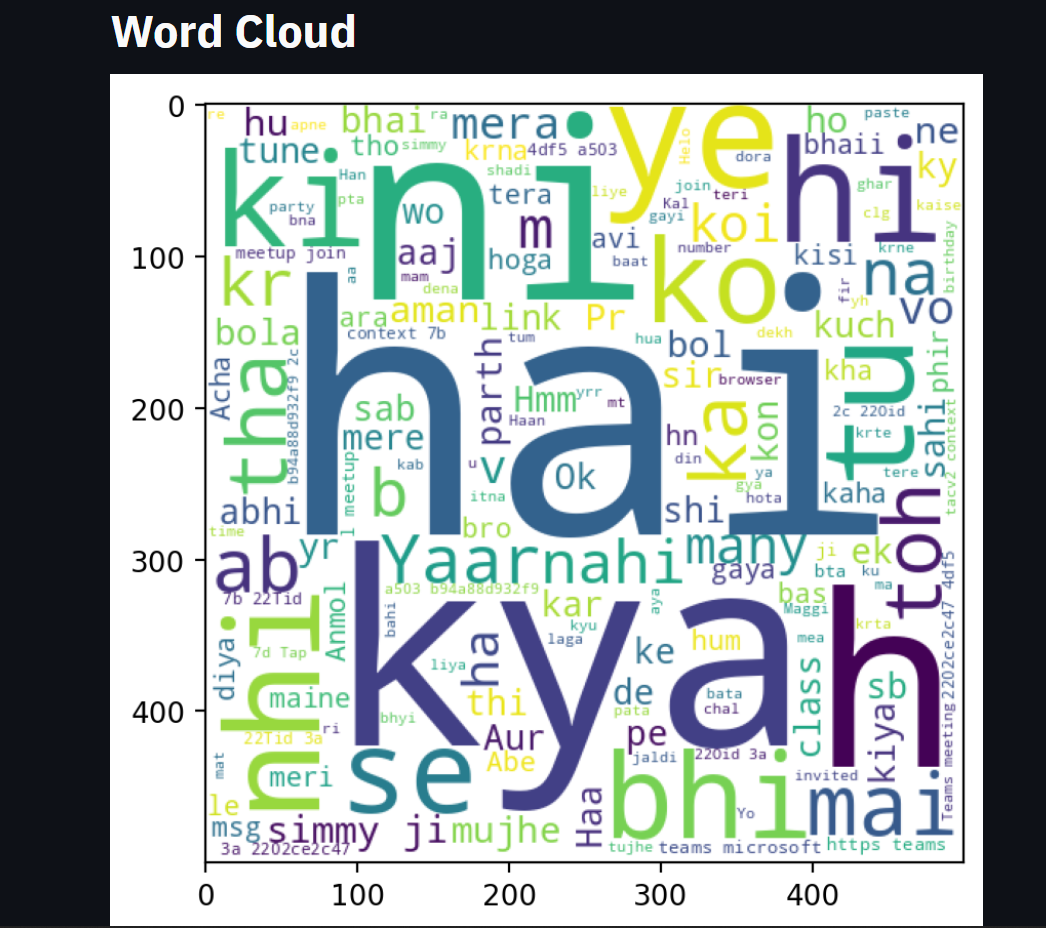 Word Cloud
0
100
200
300
400
0 100 200 300 400
re hu apne bhai ra mera ye ho paste ne
tune tho simmy krna 4df5 a503 Helo dora bhaii ky
ki Han pta ni shadi tera liye join Kal teri hi ghar clg kaise
party bna wo m gayi koi
meetup join aaj mam hoga avi baat number kisi krne na birthday
kr aa dena ko fir yh vo
bola ara aman link Pr context 7b tum hua bol dekh kuch phir
Acha tha b94a88d932f9 2c hai parth Hmm yrr mt sir browser kha tu
sab Haan ka kon 2c 220id sahi
mere kab u v Ok hn din ya krte tere tacv2 context
l meetup b itna gya hota kaha
abhi bro shi toh
time ab yr Yaar nahi many ji ek
gaya bta ku ma
7b 22Tid a503 b94a88d932f9 kar aya bas Maggi
nhi Anmol bahi kya kyu laga krta h 2202ce2c47 4df5
diya 7d Tap ha liya ke hum mea
maine thi de bata chal class sb
22Tid 3a ri bhyi Aur pata pe kiya
mat meri se Abe jaldi 220id 3a Teams meeting
le Haa bhi Yo invited mai
msg simmy ji mujhe
3a 2202ce2c47 tujhe teams microsoft https teams